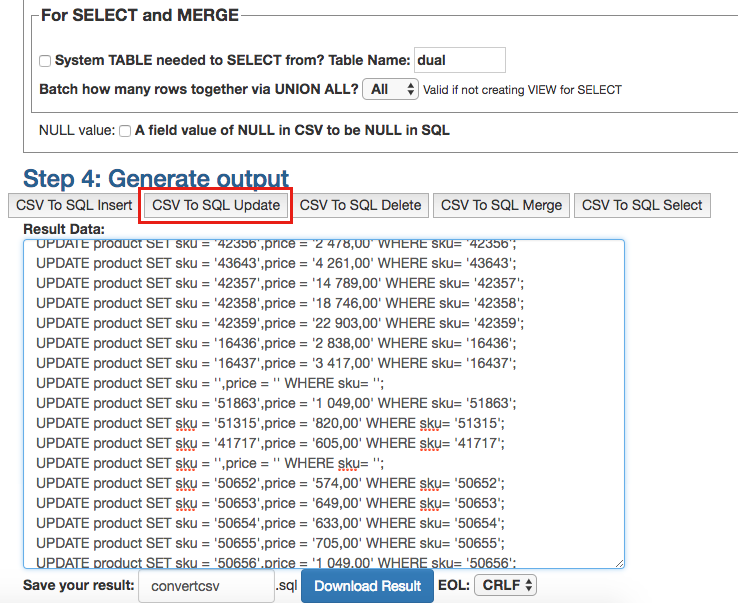 For SELECT and MERGE
System TABLE needed to SELECT from? Table Name: dual
Batch how many rows together via UNION ALL? All Valid if not creating VIEW for SELECT
NULL value: A field value of NULL in CSV to be NULL in SQL
Step 4: Generate output
CSV To SQL Insert CSV To SQL Update CSV To SQL Delete CSV To SQL Merge CSV To SQL Select
Result Data:
UPDATE product SET sku = '42356',price = '2 478,00' WHERE sku= '42356';
UPDATE product SET sku = '43643',price = '4 261,00' WHERE sku= '43643';
UPDATE product SET sku = '42357',price = '14 789,00' WHERE sku= '42357';
UPDATE product SET sku = '42358',price = '18 746,00' WHERE sku= '42358';
UPDATE product SET sku = '42359',price = '22 903,00' WHERE sku= '42359';
UPDATE product SET sku = '16436',price = '2 838,00' WHERE sku= '16436';
UPDATE product SET sku = '16437',price = '3 417,00' WHERE sku= '16437';
UPDATE product SET sku = '',price = '' WHERE sku= '';
UPDATE product SET sku = '51863',price = '1 049,00' WHERE sku= '51863';
UPDATE product SET sku = '51315',price = '820,00' WHERE sku= '51315';
UPDATE product SET sku = '41717',price = '605,00' WHERE sku= '41717';
UPDATE product SET sku = '',price = '' WHERE sku= '';
UPDATE product SET sku = '50652',price = '574,00' WHERE sku= '50652';
UPDATE product SET sku = '50653',price = '649,00' WHERE sku= '50653';
UPDATE product SET sku = '50654',price = '633,00' WHERE sku= '50654';
UPDATE product SET sku = '50655',price = '705,00' WHERE sku= '50655';
UPDATE product SET sku = '50656',price = '1 049,00' WHERE sku= '50656';
Save your result: convertcsv .sql Download Result EOL: CRLF